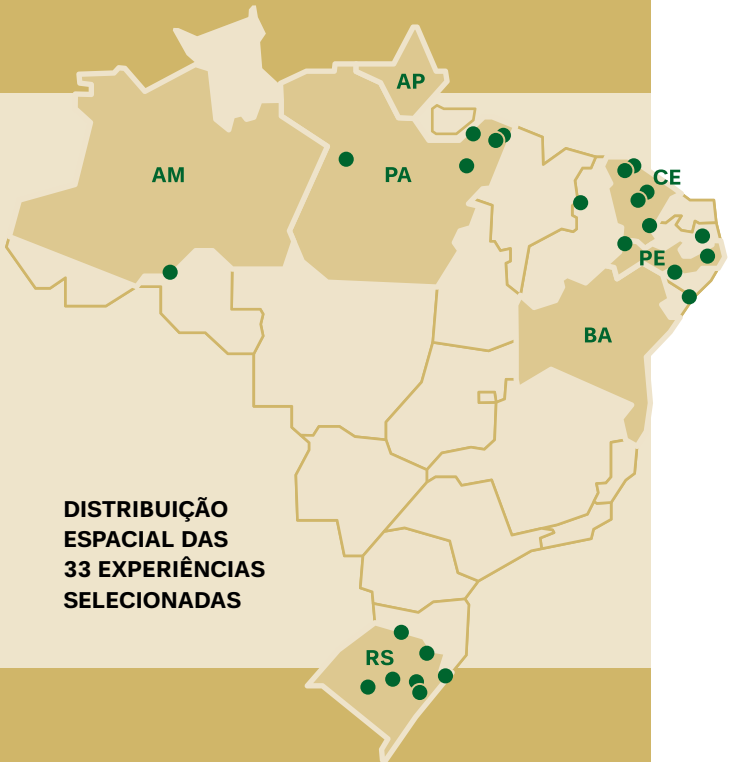 AP
AM
PA
CE
PE
BA
DISTRIBUIÇÃO
ESPACIAL DAS
33 EXPERIÊNCIAS
SELECIONADAS
RS